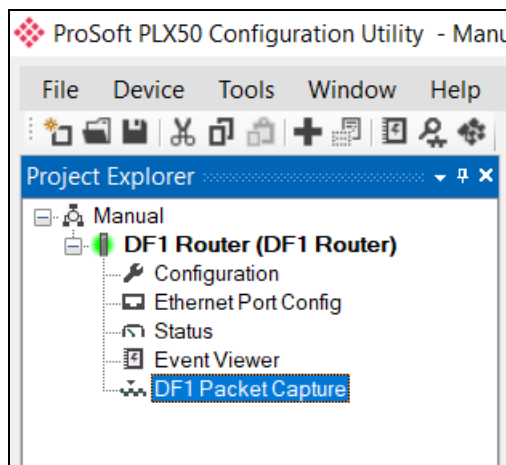 ProSoft PLX50 Configuration Utility - Manu
File Device Tools Window Help
Project Explorer
Manual
DF1 Router (DF1 Router)
Configuration
Ethernet Port Config
Status
Event Viewer
DF1 Packet Capture